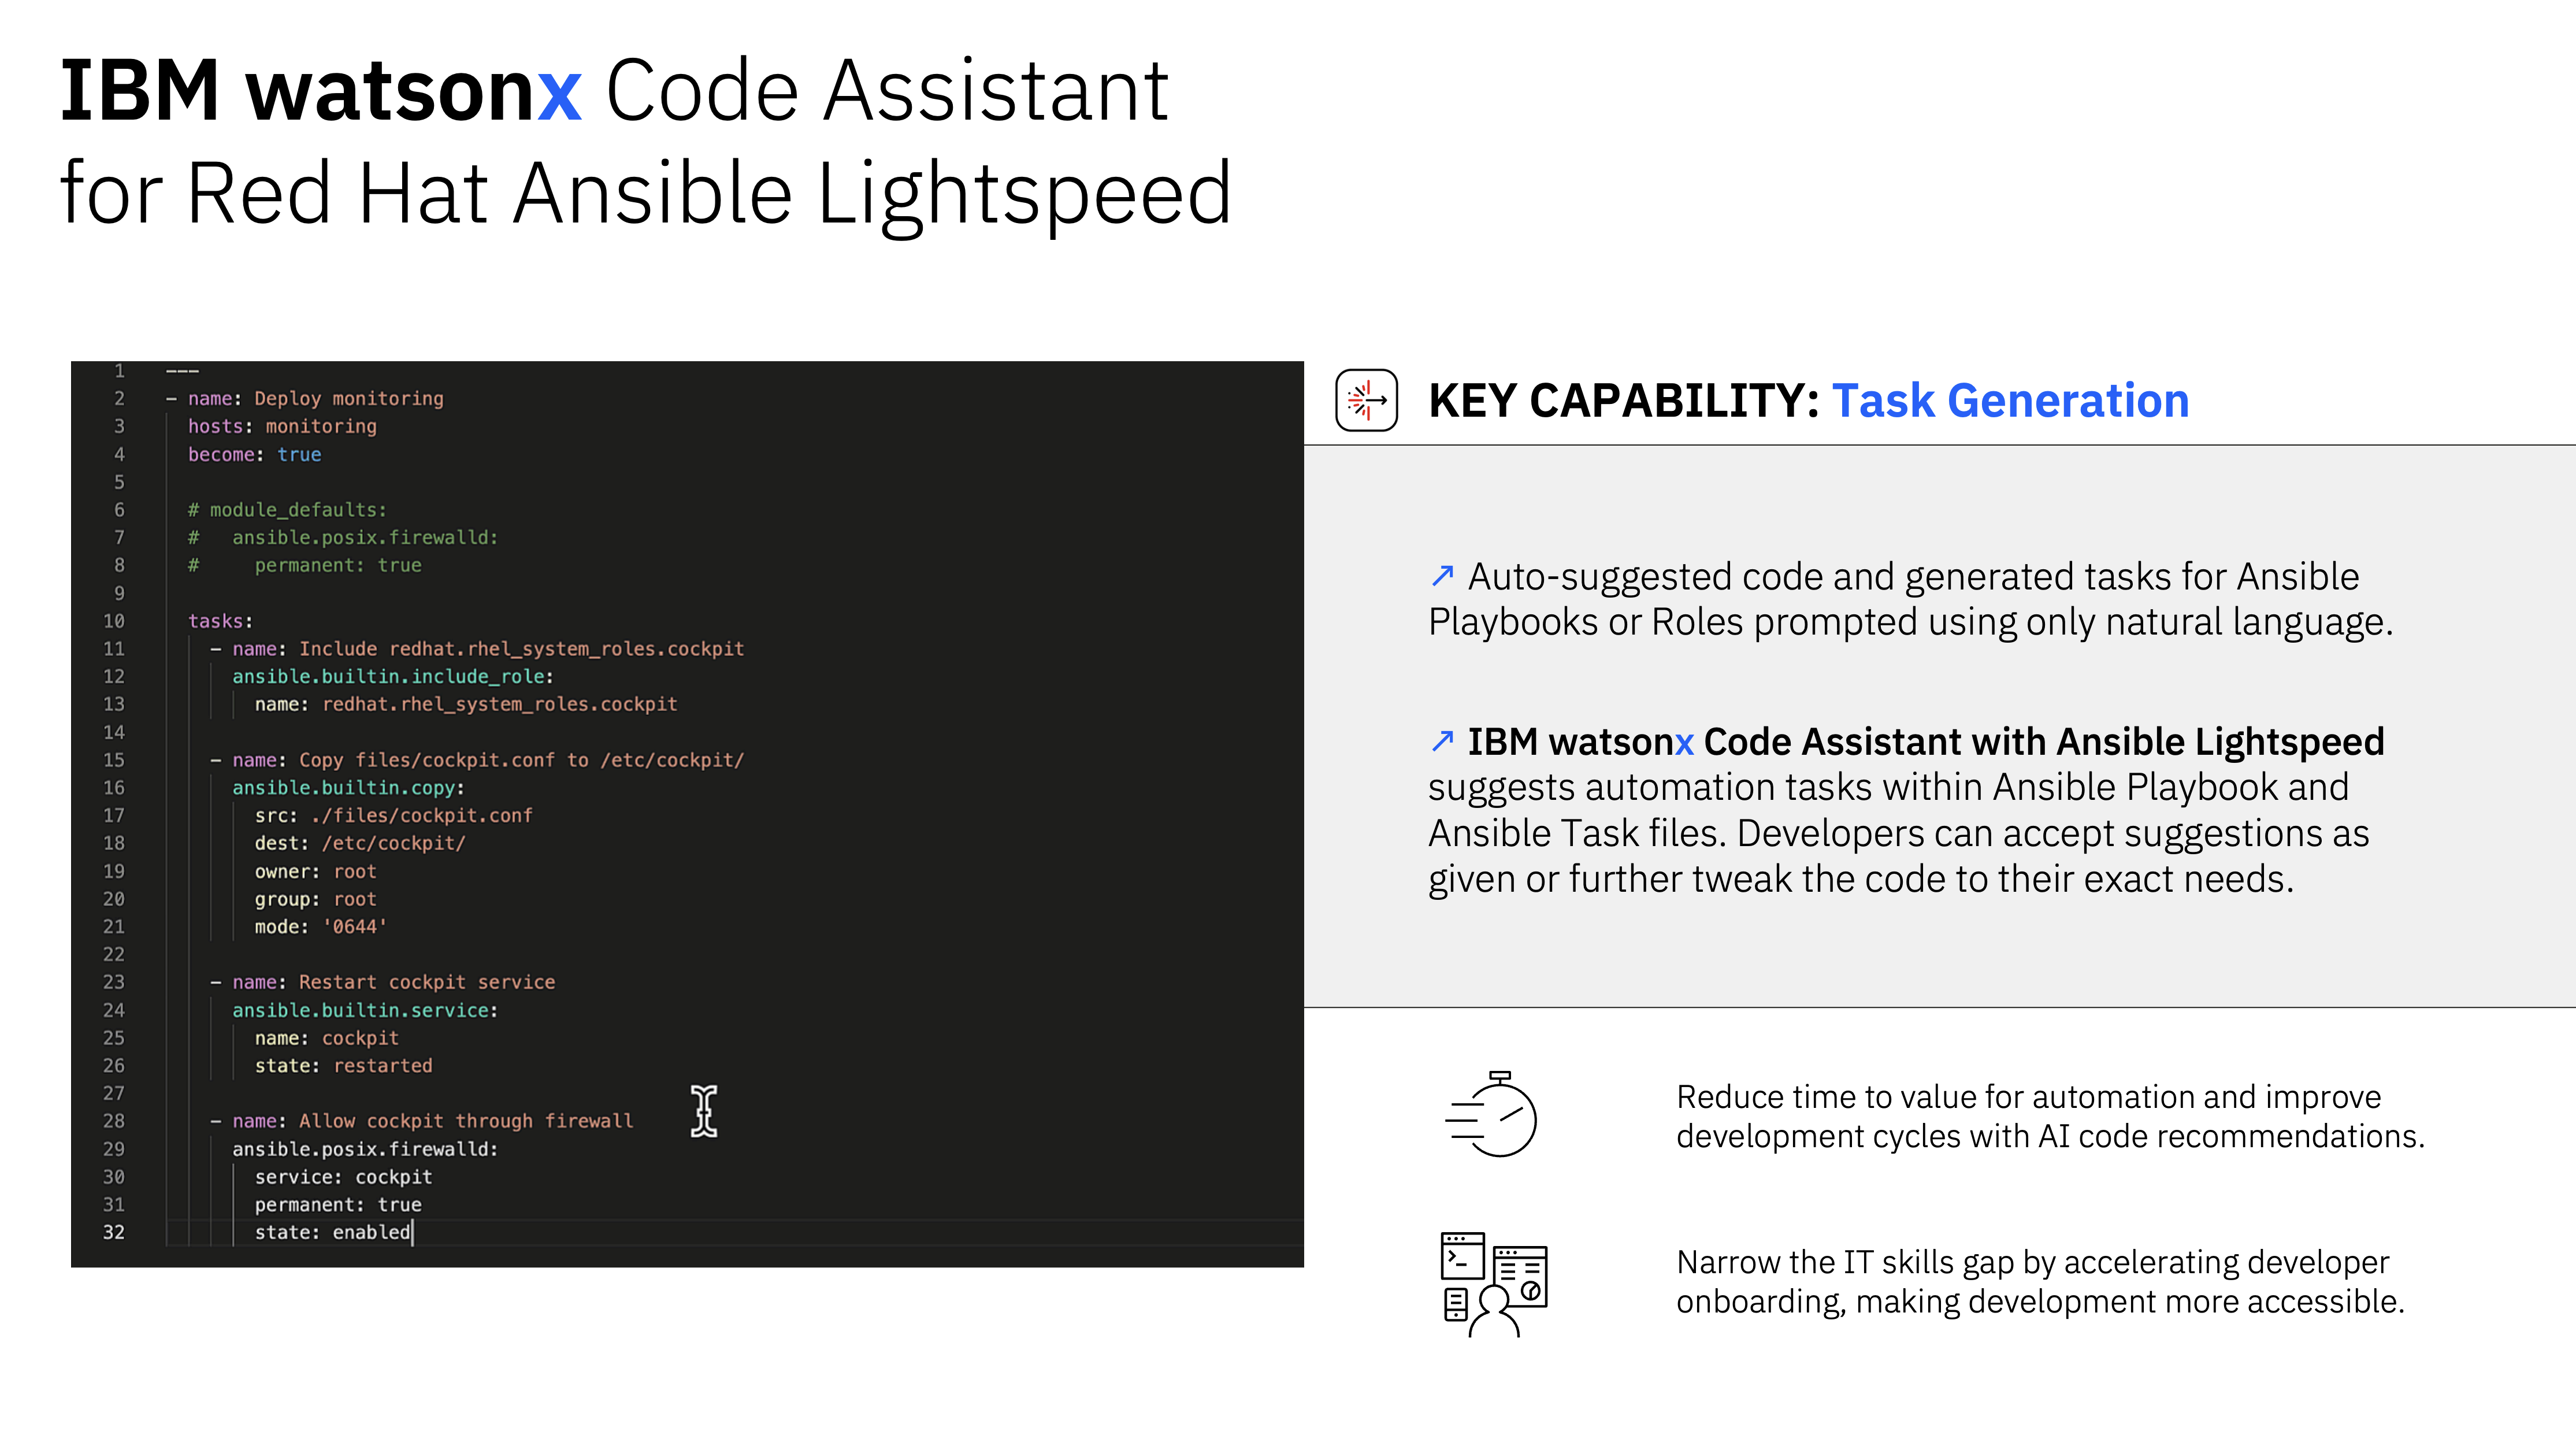 IBM watsonx Code Assistant
for Red Hat Ansible Lightspeed
1 ---
2 - name: Deploy monitoring
3 hosts: monitoring
4 become: true
5
6 # module_defaults:
7 #   ansible.posix.firewalld:
8 #     permanent: true
9
10 tasks:
11 - name: Include redhat.rhel_system_roles.cockpit
12 ansible.builtin.include_role:
13 name: redhat.rhel_system_roles.cockpit
14
15 - name: Copy files/cockpit.conf to /etc/cockpit/
16 ansible.builtin.copy:
17 src: ./files/cockpit.conf
18 dest: /etc/cockpit/
19 owner: root
20 group: root
21 mode: '0644'
22
23 - name: Restart cockpit service
24 ansible.builtin.service:
25 name: cockpit
26 state: restarted
27
28 - name: Allow cockpit through firewall
29 ansible.posix.firewalld:
30 service: cockpit
31 permanent: true
32 state: enabled
KEY CAPABILITY: Task Generation
↗ Auto-suggested code and generated tasks for Ansible
Playbooks or Roles prompted using only natural language.
↗ IBM watsonx Code Assistant with Ansible Lightspeed
suggests automation tasks within Ansible Playbook and
Ansible Task files. Developers can accept suggestions as
given or further tweak the code to their exact needs.
Reduce time to value for automation and improve
development cycles with AI code recommendations.
Narrow the IT skills gap by accelerating developer
onboarding, making development more accessible.